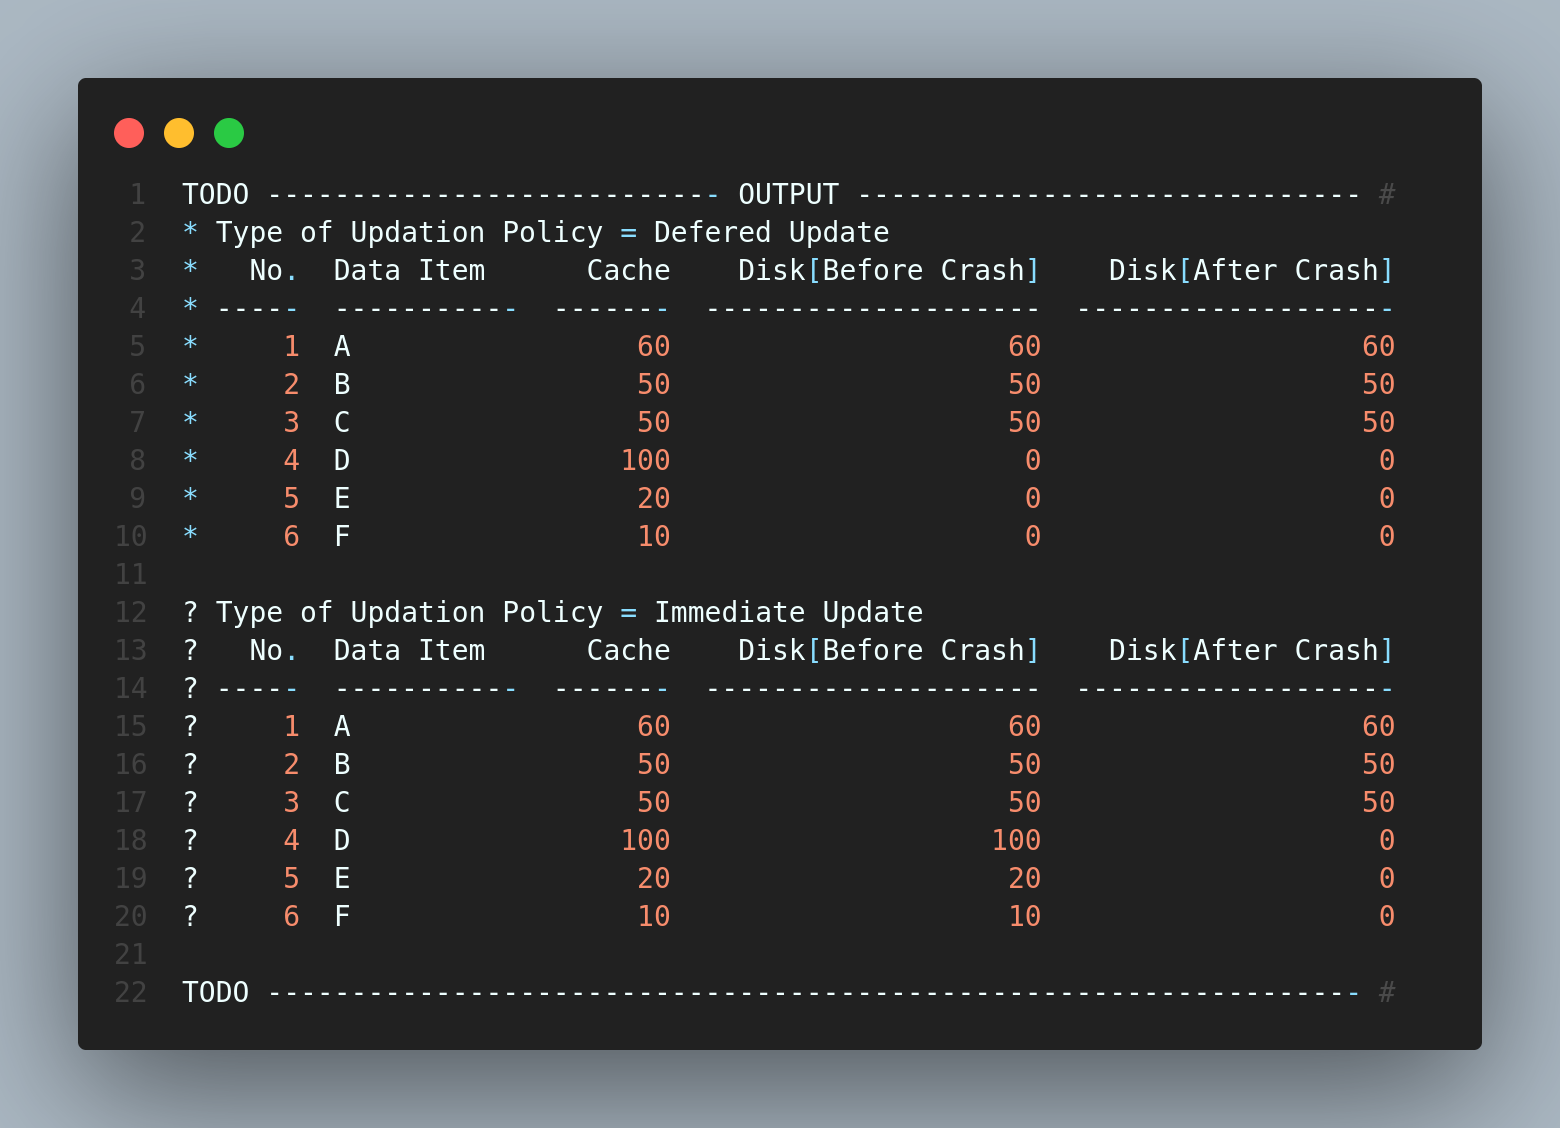 1 TODO --------------------------- OUTPUT ------------------------------ #
2 * Type of Updation Policy = Defered Update
3 *   No.  Data Item      Cache    Disk[Before Crash]    Disk[After Crash]
4 * -----  -----------  -------  --------------------  -------------------
5 *     1  A                 60                    60                   60
6 *     2  B                 50                    50                   50
7 *     3  C                 50                    50                   50
8 *     4  D                100                     0                    0
9 *     5  E                 20                     0                    0
10 *     6  F                 10                     0                    0
11
12 ? Type of Updation Policy = Immediate Update
13 ?   No.  Data Item      Cache    Disk[Before Crash]    Disk[After Crash]
14 ? -----  -----------  -------  --------------------  -------------------
15 ?     1  A                 60                    60                   60
16 ?     2  B                 50                    50                   50
17 ?     3  C                 50                    50                   50
18 ?     4  D                100                   100                    0
19 ?     5  E                 20                    20                    0
20 ?     6  F                 10                    10                    0
21
22 TODO ----------------------------------------------------------------- #